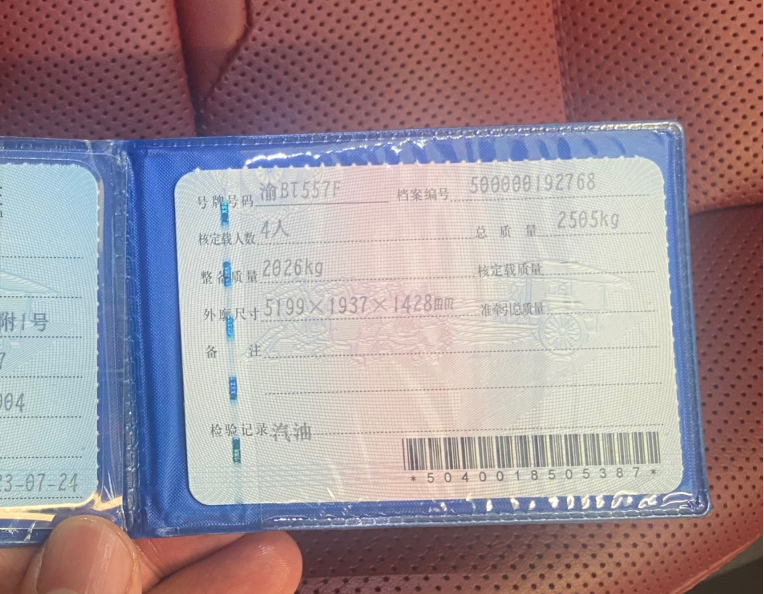 附1号
7
004
23-07-24
号牌号码 渝BT557F 档案编号 500000192768
核定载人数 4人 总质量 2505kg
整备质量 2026kg 核定载质量
外廓尺寸 5199×1937×1428mm 准牵引总质量
备注
检验记录 汽油
*5040018505387*